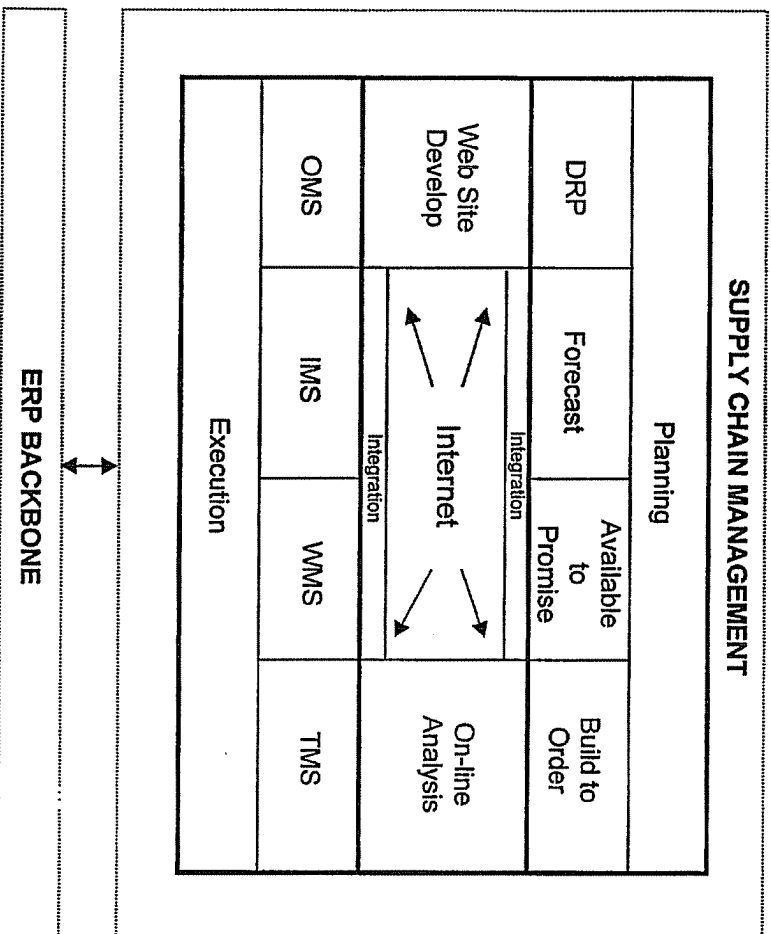 SUPPLY CHAIN MANAGEMENT
Planning
DRP
Forecast
Available
to
Promise
Build to
Order
Web Site
Develop
Integration
Internet
Integration
On-line
Analysis
OMS
IMS
WMS
TMS
Execution
ERP BACKBONE